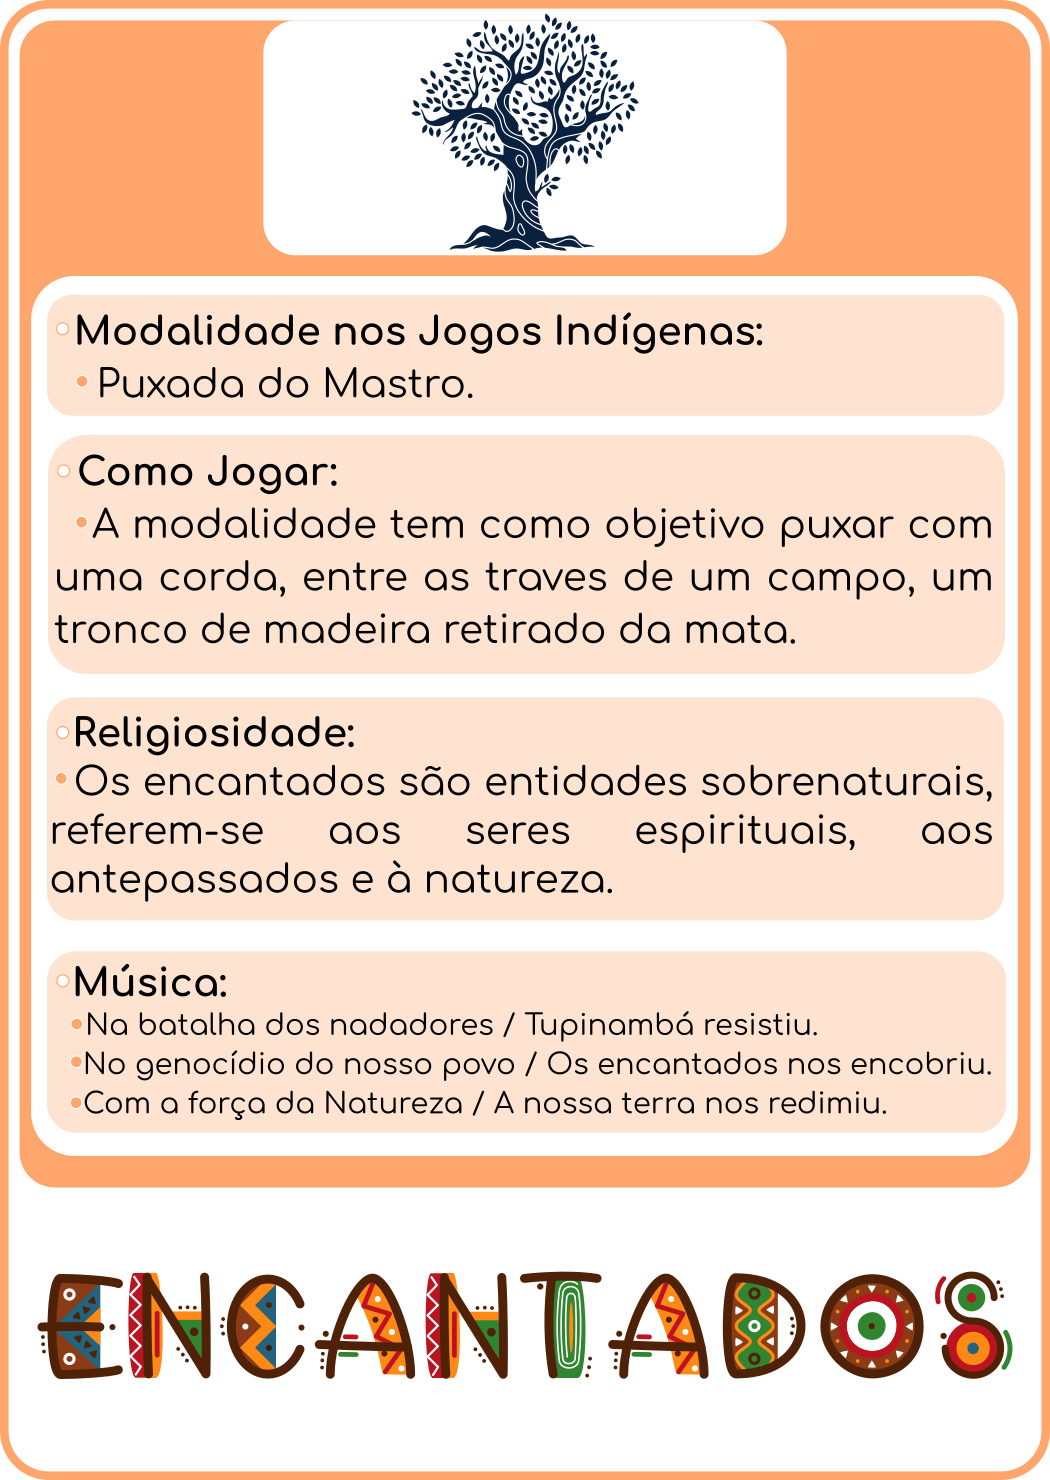 Modalidade nos Jogos Indígenas:
Puxada do Mastro.
Como Jogar:
A modalidade tem como objetivo puxar com
uma corda, entre as traves de um campo, um
tronco de madeira retirado da mata.
Religiosidade:
Os encantados são entidades sobrenaturais,
referem-se aos seres espirituais, aos
antepassados e à natureza.
Música:
Na batalha dos nadadores / Tupinambá resistiu.
No genocídio do nosso povo / Os encantados nos encobriu.
Com a força da Natureza / A nossa terra nos redimiu.
ENCANTADOS